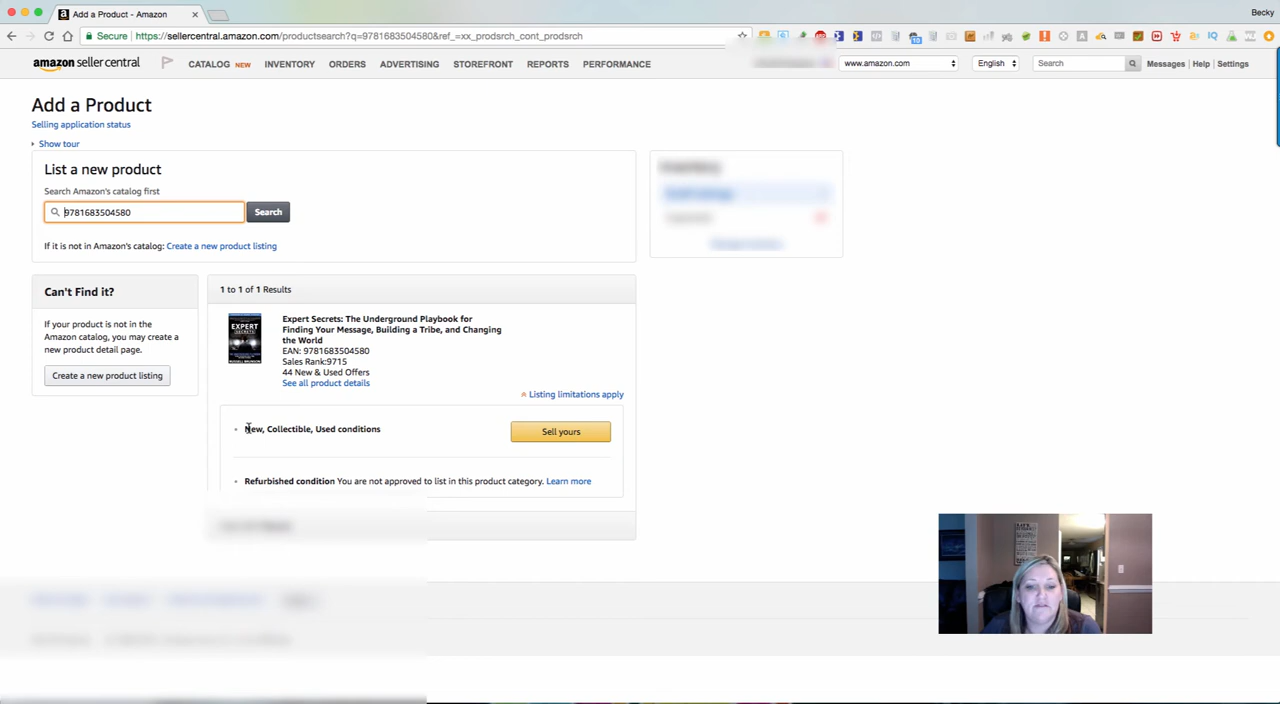 Add a Product - Amazon
Becky
Secure
https://sellercentral.amazon.com/productsearch?q=9781683504580&ref_=xx_prodsrch_cont_prodsrch
amazon seller central
CATALOG NEW
INVENTORY
ORDERS
ADVERTISING
STOREFRONT
REPORTS
PERFORMANCE
www.amazon.com
English
Search
Messages
Help
Settings
Add a Product
Selling application status
Show tour
List a new product
Search Amazon's catalog first
9781683504580
Search
If it is not in Amazon's catalog: Create a new product listing
Can't Find it?
If your product is not in the
Amazon catalog, you may create a
new product detail page.
Create a new product listing
1 to 1 of 1 Results
EXPERT
SECRETS
Expert Secrets: The Underground Playbook for
Finding Your Message, Building a Tribe, and Changing
the World
EAN: 9781683504580
Sales Rank:9715
44 New & Used Offers
See all product details
Listing limitations apply
New, Collectible, Used conditions
Sell yours
Refurbished condition You are not approved to list in this product category. Learn more